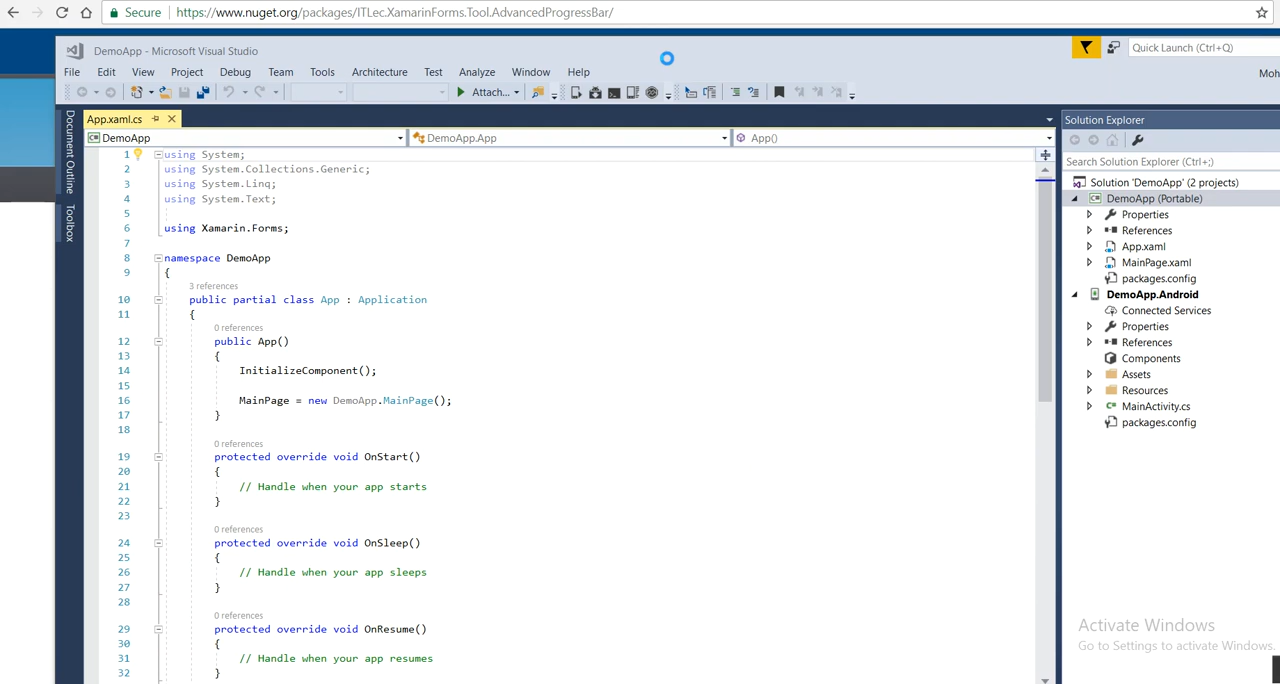 Secure https://www.nuget.org/packages/ITLec.XamarinForms.Tool.AdvancedProgressBar/
DemoApp - Microsoft Visual Studio
Quick Launch (Ctrl+Q)
File Edit View Project Debug Team Tools Architecture Test Analyze Window Help
Moh
Attach...
Document Outline
Toolbox
App.xaml.cs
DemoApp
DemoApp.App
App()
1 using System;
2 using System.Collections.Generic;
3 using System.Linq;
4 using System.Text;
5
6 using Xamarin.Forms;
7
8 namespace DemoApp
9 {
3 references
10 public partial class App : Application
11 {
0 references
12 public App()
13 {
14 InitializeComponent();
15
16 MainPage = new DemoApp.MainPage();
17 }
18
0 references
19 protected override void OnStart()
20 {
21 // Handle when your app starts
22 }
23
0 references
24 protected override void OnSleep()
25 {
26 // Handle when your app sleeps
27 }
28
0 references
29 protected override void OnResume()
30 {
31 // Handle when your app resumes
32 }
Solution Explorer
Search Solution Explorer (Ctrl+;)
Solution 'DemoApp' (2 projects)
DemoApp (Portable)
Properties
References
App.xaml
MainPage.xaml
packages.config
DemoApp.Android
Connected Services
Properties
References
Components
Assets
Resources
MainActivity.cs
packages.config
Activate Windows
Go to Settings to activate Windows.